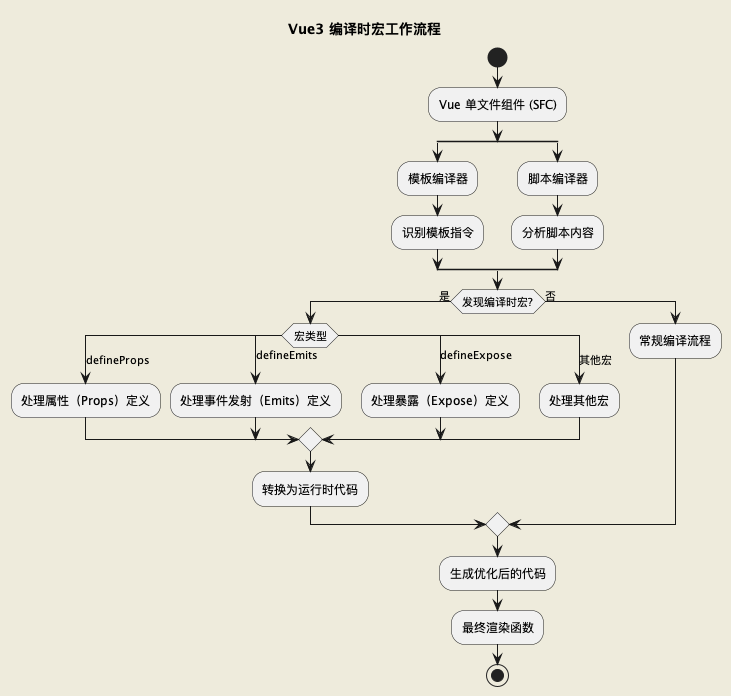 Vue3 编译时宏工作流程
Vue 单文件组件 (SFC)
模板编译器
脚本编译器
识别模板指令
分析脚本内容
是
发现编译时宏?
否
宏类型
常规编译流程
defineProps
defineEmits
defineExpose
其他宏
处理属性（Props）定义
处理事件发射（Emits）定义
处理暴露（Expose）定义
处理其他宏
转换为运行时代码
生成优化后的代码
最终渲染函数